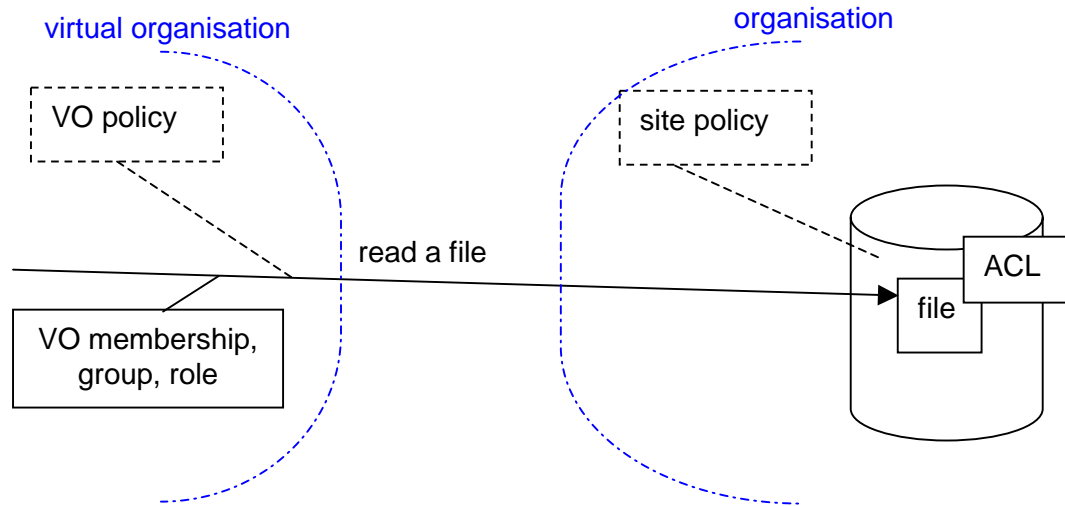 virtual organisation
organisation
VO policy
site policy
read a file
ACL
file
VO membership,
group, role